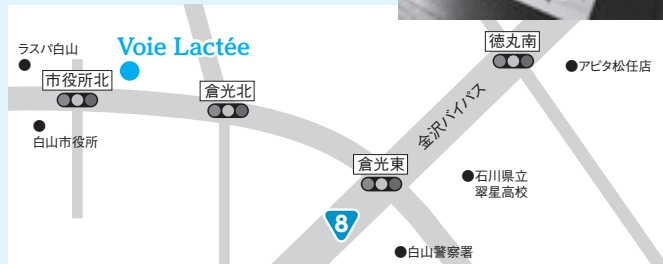 ラスパ白山
Voie Lactée
市役所北
白山市役所
倉光北
徳丸南
アピタ松任店
金沢バイパス
倉光東
石川県立
翠星高校
8
白山警察署